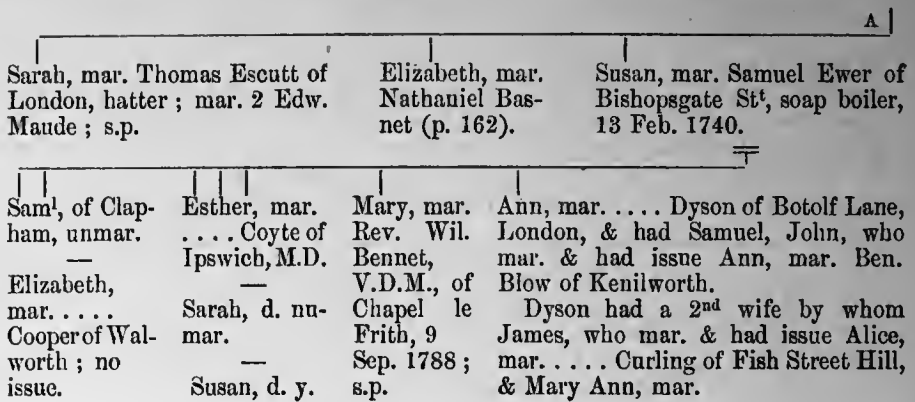 A
Sarah, mar. Thomas Escutt of
London, hatter ; mar. 2 Edw.
Maude ; s.p.
Elizabeth, mar.
Nathaniel Bas-
net (p. 162).
Susan, mar. Samuel Ewer of
Bishopsgate Sᵗ, soap boiler,
13 Feb. 1740.
Samˡ, of Clap-
ham, unmar.
—
Elizabeth,
mar.....
Cooper of Wal-
worth ; no
issue.
Esther, mar.
.... Coyte of
Ipswich, M.D.
—
Sarah, d. nu-
mar.
—
Susan, d. y.
Mary, mar.
Rev. Wil.
Bennet,
V.D.M., of
Chapel le
Frith, 9
Sep. 1788 ;
s.p.
Ann, mar..... Dyson of Botolf Lane,
London, & had Samuel, John, who
mar. & had issue Ann, mar. Ben.
Blow of Kenilworth.
Dyson had a 2ⁿᵈ wife by whom
James, who mar. & had issue Alice,
mar..... Curling of Fish Street Hill,
& Mary Ann, mar.